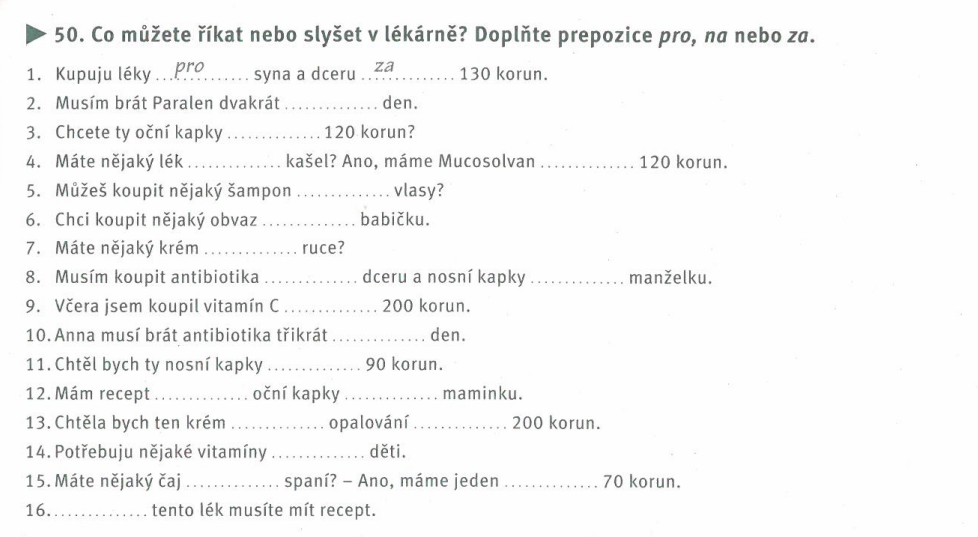 ▶ 50. Co můžete říkat nebo slyšet v lékárně? Doplňte prepozice pro, na nebo za.
1. Kupuju léky ...pro.......... syna a dceru ..za............ 130 korun.
2. Musím brát Paralen dvakrát .............. den.
3. Chcete ty oční kapky .............. 120 korun?
4. Máte nějaký lék .............. kašel? Ano, máme Mucosolvan .............. 120 korun.
5. Můžeš koupit nějaký šampon .............. vlasy?
6. Chci koupit nějaký obvaz .............. babičku.
7. Máte nějaký krém .............. ruce?
8. Musím koupit antibiotika .............. dceru a nosní kapky .............. manželku.
9. Včera jsem koupil vitamín C .............. 200 korun.
10. Anna musí brát antibiotika třikrát .............. den.
11. Chtěl bych ty nosní kapky .............. 90 korun.
12. Mám recept .............. oční kapky .............. maminku.
13. Chtěla bych ten krém .............. opalování .............. 200 korun.
14. Potřebuju nějaké vitamíny .............. děti.
15. Máte nějaký čaj .............. spaní? – Ano, máme jeden .............. 70 korun.
16. .............. tento lék musíte mít recept.